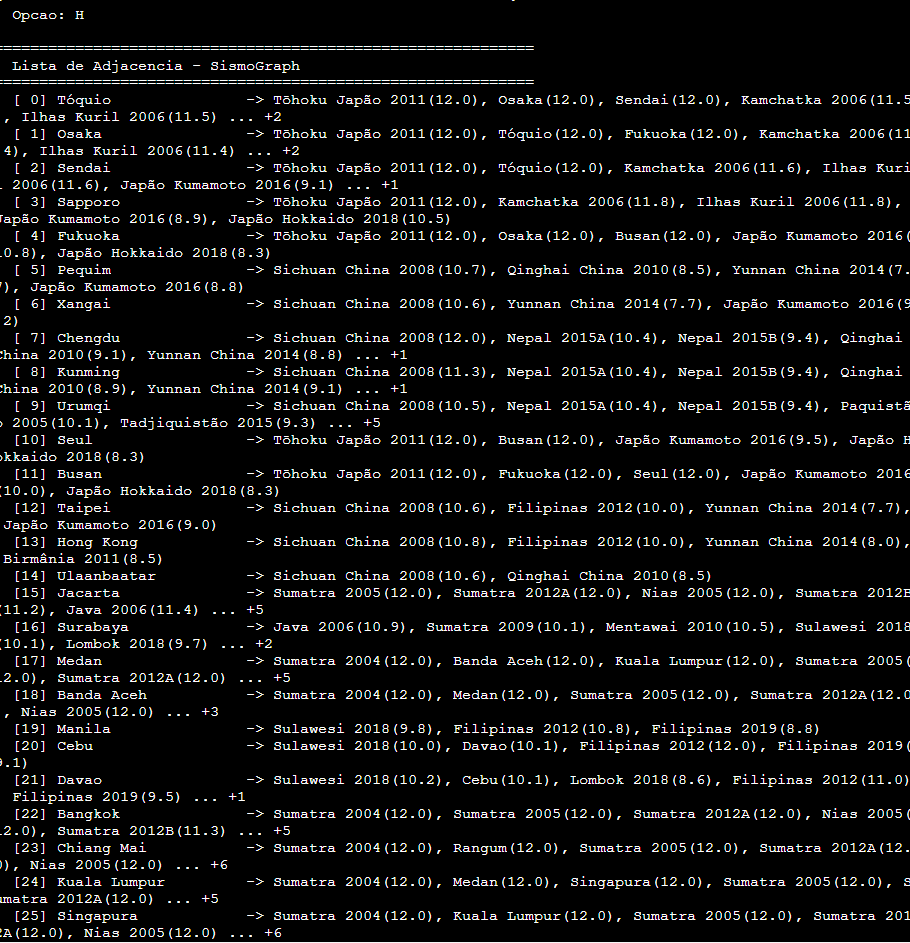 Opcao: H
============================================================
Lista de Adjacencia - SismoGraph
============================================================
[ 0] Tóquio -> Tōhoku Japão 2011(12.0), Osaka(12.0), Sendai(12.0), Kamchatka 2006(11.5
, Ilhas Kuril 2006(11.5) ... +2
[ 1] Osaka -> Tōhoku Japão 2011(12.0), Tóquio(12.0), Fukuoka(12.0), Kamchatka 2006(11
4), Ilhas Kuril 2006(11.4) ... +2
[ 2] Sendai -> Tōhoku Japão 2011(12.0), Tóquio(12.0), Kamchatka 2006(11.6), Ilhas Kuri
2006(11.6), Japão Kumamoto 2016(9.1) ... +1
[ 3] Sapporo -> Tōhoku Japão 2011(12.0), Kamchatka 2006(11.8), Ilhas Kuril 2006(11.8),
Japão Kumamoto 2016(8.9), Japão Hokkaido 2018(10.5)
[ 4] Fukuoka -> Tōhoku Japão 2011(12.0), Osaka(12.0), Busan(12.0), Japão Kumamoto 2016(
0.8), Japão Hokkaido 2018(8.3)
[ 5] Pequim -> Sichuan China 2008(10.7), Qinghai China 2010(8.5), Yunnan China 2014(7.
), Japão Kumamoto 2016(8.8)
[ 6] Xangai -> Sichuan China 2008(10.6), Yunnan China 2014(7.7), Japão Kumamoto 2016(9
2)
[ 7] Chengdu -> Sichuan China 2008(12.0), Nepal 2015A(10.4), Nepal 2015B(9.4), Qinghai
China 2010(9.1), Yunnan China 2014(8.8) ... +1
[ 8] Kunming -> Sichuan China 2008(11.3), Nepal 2015A(10.4), Nepal 2015B(9.4), Qinghai
China 2010(8.9), Yunnan China 2014(9.1) ... +1
[ 9] Urumqi -> Sichuan China 2008(10.5), Nepal 2015A(10.4), Nepal 2015B(9.4), Paquistã
o 2005(10.1), Tadjiquistão 2015(9.3) ... +5
[10] Seul -> Tōhoku Japão 2011(12.0), Busan(12.0), Japão Kumamoto 2016(9.5), Japão H
okkaido 2018(8.3)
[11] Busan -> Tōhoku Japão 2011(12.0), Fukuoka(12.0), Seul(12.0), Japão Kumamoto 2016
(10.0), Japão Hokkaido 2018(8.3)
[12] Taipei -> Sichuan China 2008(10.6), Filipinas 2012(10.0), Yunnan China 2014(7.7),
Japão Kumamoto 2016(9.0)
[13] Hong Kong -> Sichuan China 2008(10.8), Filipinas 2012(10.0), Yunnan China 2014(8.0),
Birmânia 2011(8.5)
[14] Ulaanbaatar -> Sichuan China 2008(10.6), Qinghai China 2010(8.5)
[15] Jacarta -> Sumatra 2005(12.0), Sumatra 2012A(12.0), Nias 2005(12.0), Sumatra 2012B
(11.2), Java 2006(11.4) ... +5
[16] Surabaya -> Java 2006(10.9), Sumatra 2009(10.1), Mentawai 2010(10.5), Sulawesi 2018
(10.1), Lombok 2018(9.7) ... +2
[17] Medan -> Sumatra 2004(12.0), Banda Aceh(12.0), Kuala Lumpur(12.0), Sumatra 2005(
2.0), Sumatra 2012A(12.0) ... +5
[18] Banda Aceh -> Sumatra 2004(12.0), Medan(12.0), Sumatra 2005(12.0), Sumatra 2012A(12.0
, Nias 2005(12.0) ... +3
[19] Manila -> Sulawesi 2018(9.8), Filipinas 2012(10.8), Filipinas 2019(8.8)
[20] Cebu -> Sulawesi 2018(10.0), Davao(10.1), Filipinas 2012(12.0), Filipinas 2019(
9.1)
[21] Davao -> Sulawesi 2018(10.2), Cebu(10.1), Lombok 2018(8.6), Filipinas 2012(11.0)
Filipinas 2019(9.5) ... +1
[22] Bangkok -> Sumatra 2004(12.0), Sumatra 2005(12.0), Sumatra 2012A(12.0), Nias 2005(
2.0), Sumatra 2012B(11.3) ... +5
[23] Chiang Mai -> Sumatra 2004(12.0), Rangum(12.0), Sumatra 2005(12.0), Sumatra 2012A(12.
), Nias 2005(12.0) ... +6
[24] Kuala Lumpur -> Sumatra 2004(12.0), Medan(12.0), Singapura(12.0), Sumatra 2005(12.0), S
umatra 2012A(12.0) ... +5
[25] Singapura -> Sumatra 2004(12.0), Kuala Lumpur(12.0), Sumatra 2005(12.0), Sumatra 201
2A(12.0), Nias 2005(12.0) ... +6